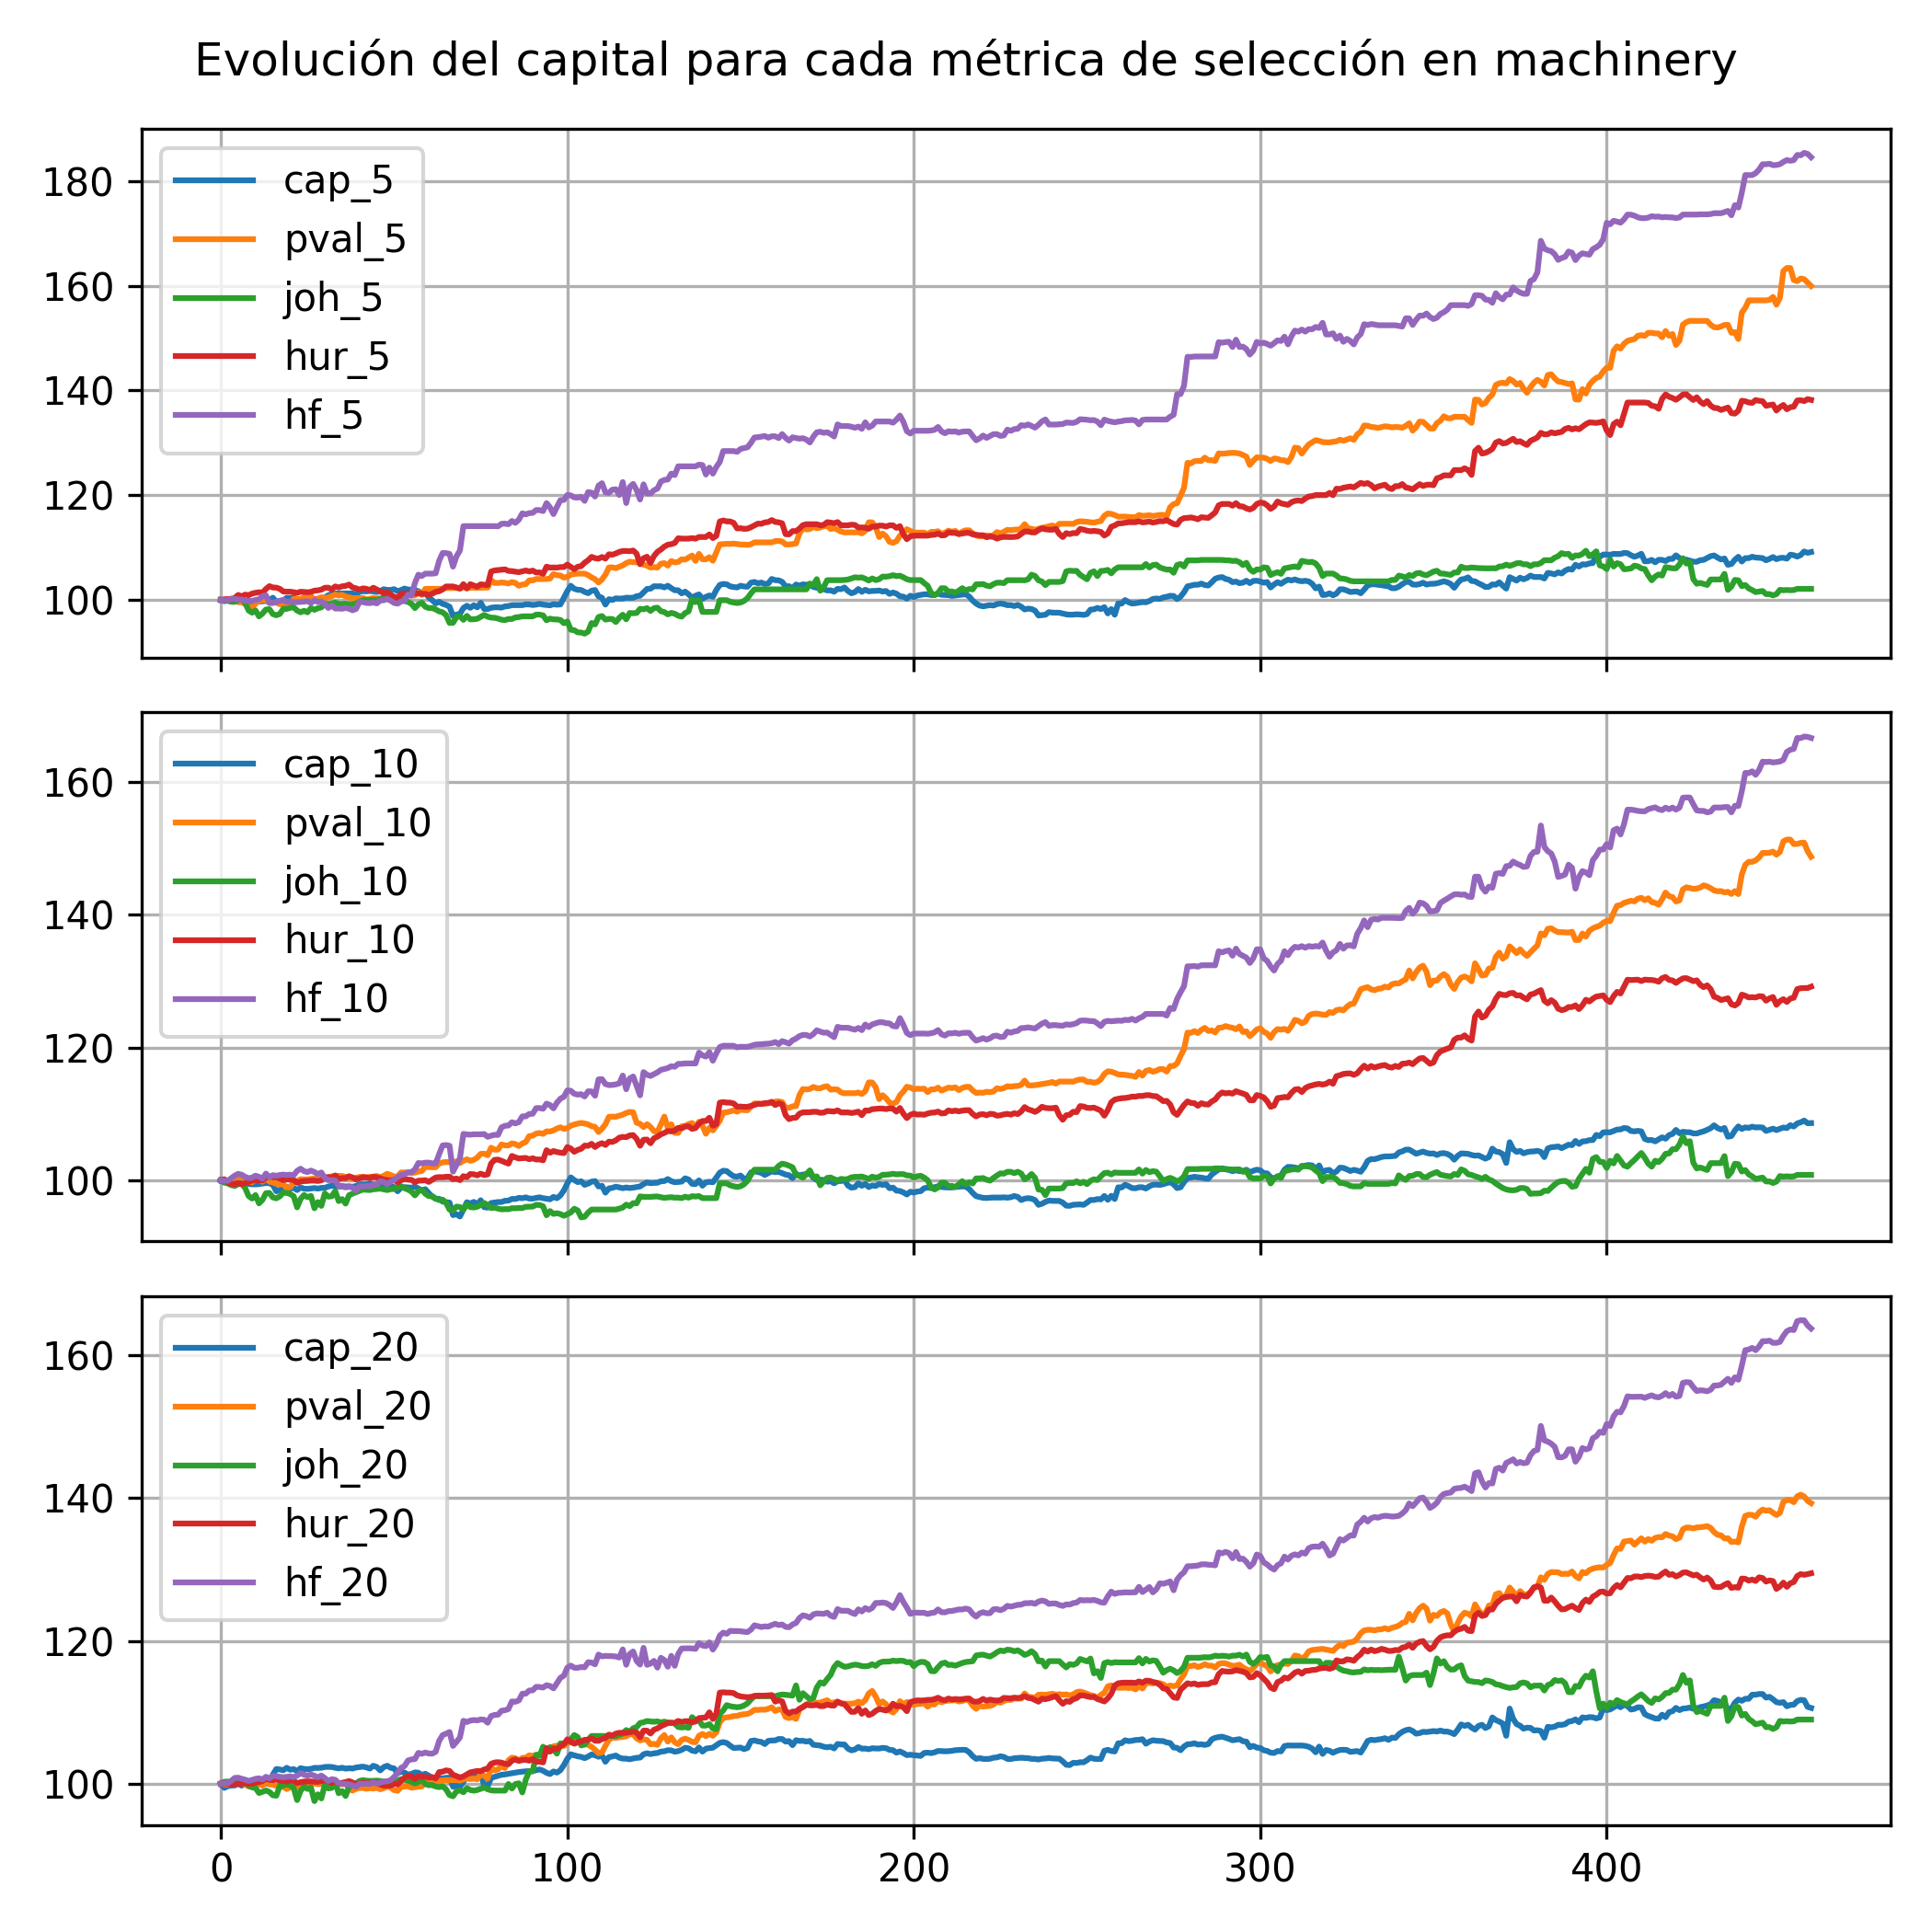 Evolución del capital para cada métrica de selección en machinery
180
160
140
120
100
cap_5
pval_5
joh_5
hur_5
hf_5
160
140
120
100
cap_10
pval_10
joh_10
hur_10
hf_10
160
140
120
100
cap_20
pval_20
joh_20
hur_20
hf_20
0 100 200 300 400